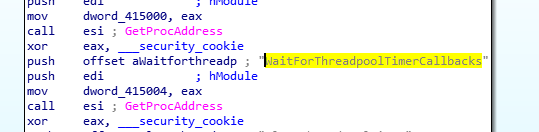 push edi ; hModule
mov dword_415000, eax
call esi ; GetProcAddress
xor eax, ___security_cookie
push offset aWaitforthreadp ; "WaitForThreadpoolTimerCallbacks"
push edi ; hModule
mov dword_415004, eax
call esi ; GetProcAddress
xor eax, ___security_cookie